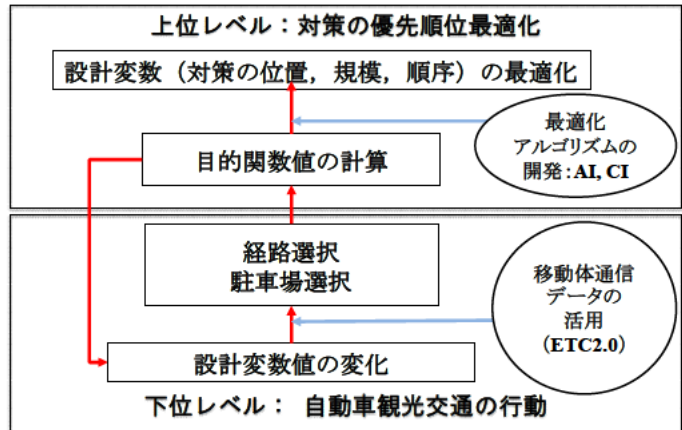 上位レベル：対策の優先順位最適化
設計変数（対策の位置，規模，順序）の最適化
最適化
アルゴリズムの
開発：AI, CI
目的関数値の計算
経路選択
駐車場選択
移動体通信
データの
活用
（ETC2.0）
設計変数値の変化
下位レベル： 自動車観光交通の行動